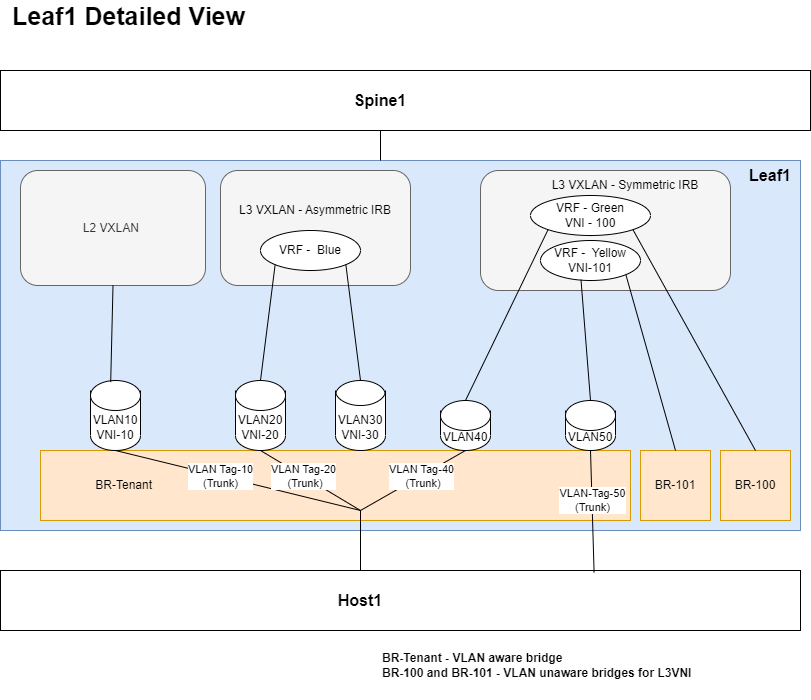 Leaf1 Detailed View
Spine1
Leaf1
L2 VXLAN
L3 VXLAN - Asymmetric IRB
VRF -  Blue
L3 VXLAN - Symmetric IRB
VRF - Green
VNI - 100
VRF -  Yellow
VNI-101
VLAN10
VNI-10
VLAN20
VNI-20
VLAN30
VNI-30
VLAN40
VLAN50
BR-Tenant
VLAN Tag-10
(Trunk)
VLAN Tag-20
(Trunk)
VLAN Tag-40
(Trunk)
VLAN-Tag-50
(Trunk)
BR-101
BR-100
Host1
BR-Tenant - VLAN aware bridge
BR-100 and BR-101 - VLAN unaware bridges for L3VNI